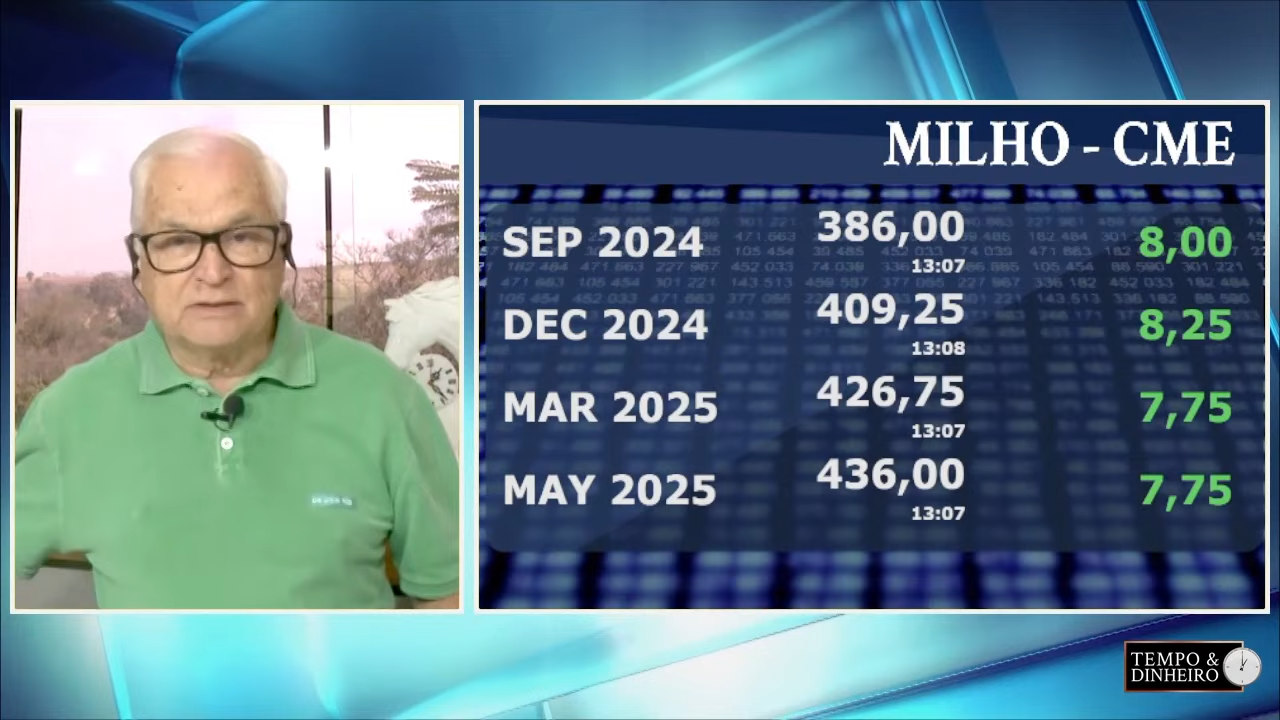 MILHO - CME
SEP 2024 386,00 8,00
13:07
DEC 2024 409,25 8,25
13:08
MAR 2025 426,75 7,75
13:07
MAY 2025 436,00 7,75
13:07
TEMPO &
DINHEIRO